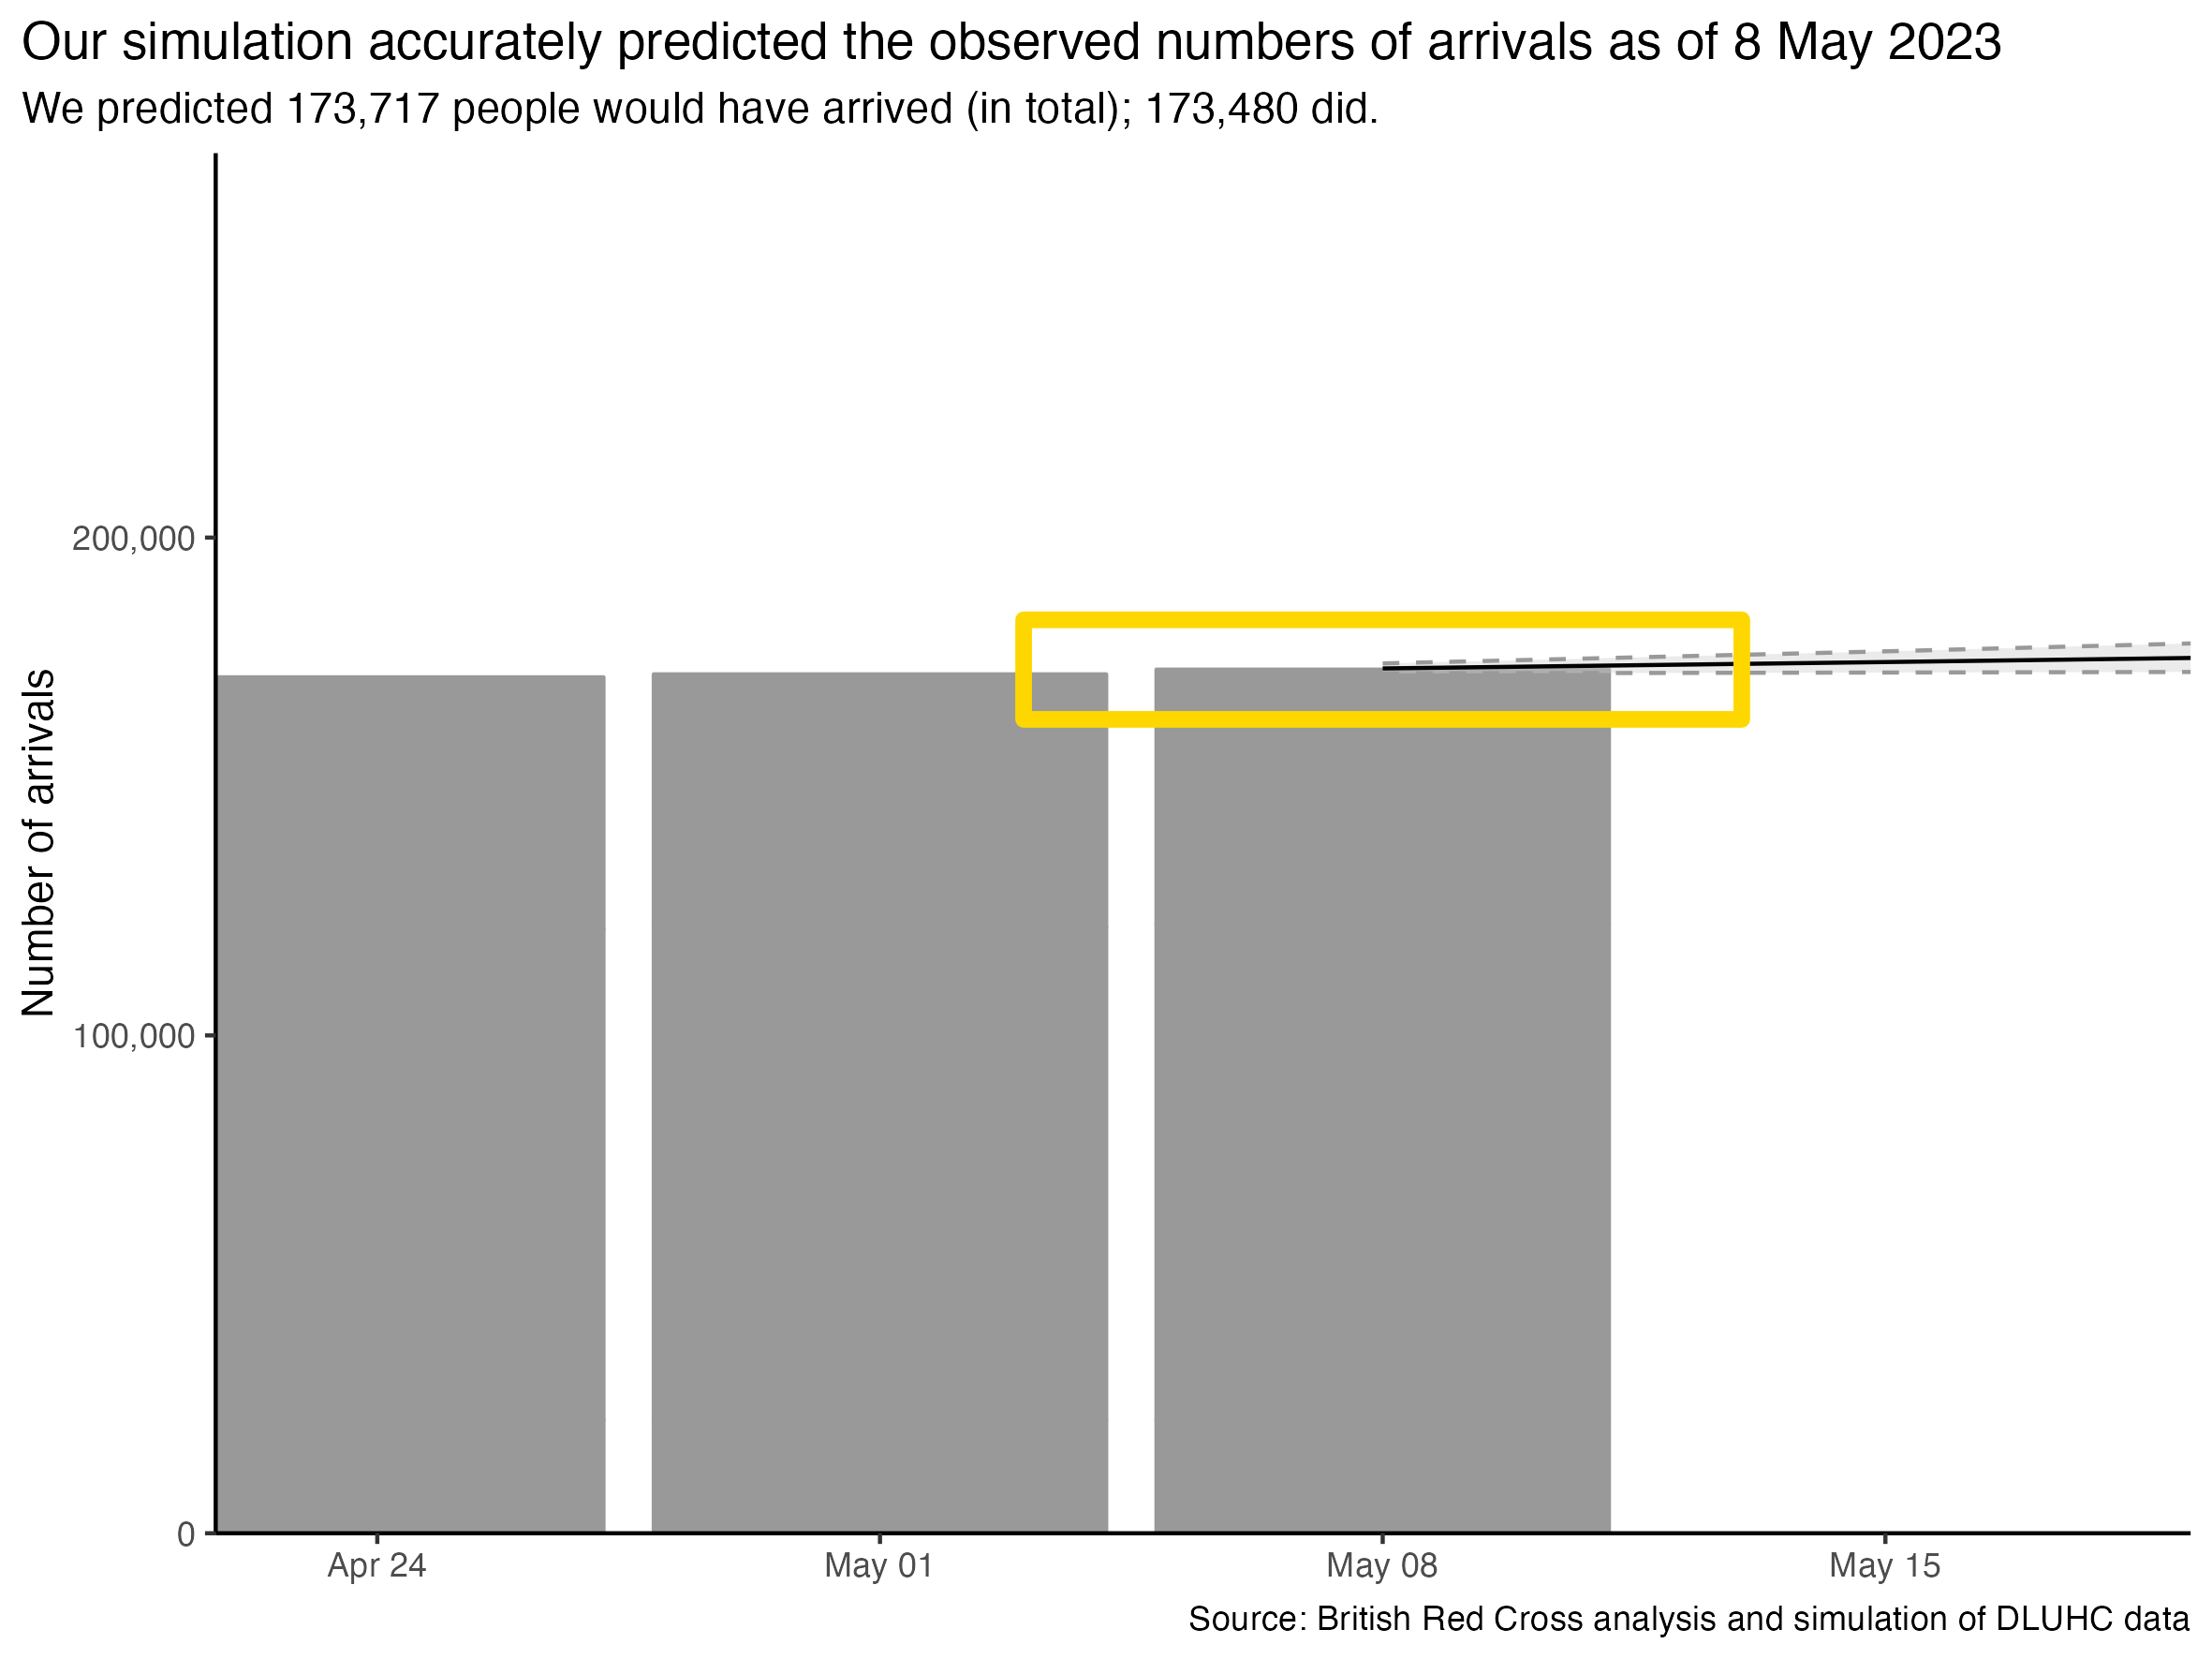 Our simulation accurately predicted the observed numbers of arrivals as of 8 May 2023
We predicted 173,717 people would have arrived (in total); 173,480 did.
Number of arrivals
200,000
100,000
0
Apr 24
May 01
May 08
May 15
Source: British Red Cross analysis and simulation of DLUHC data